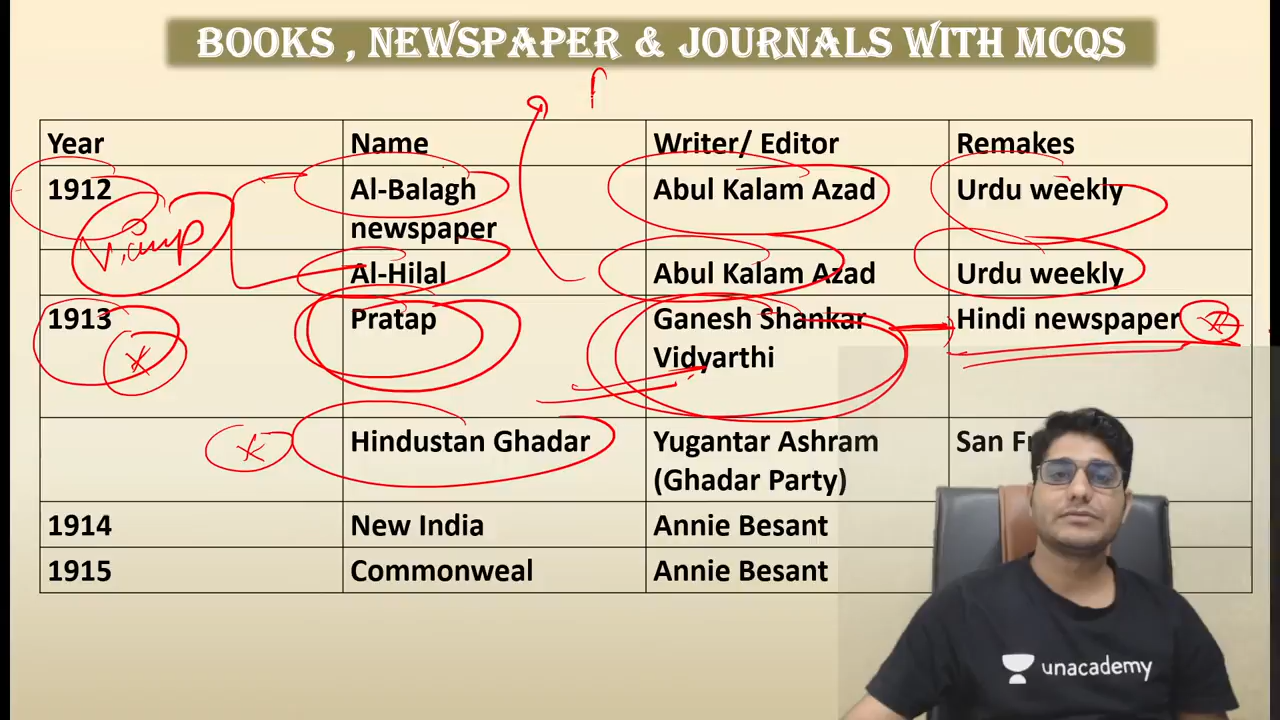 BOOKS , NEWSPAPER & JOURNALS WITH MCQS
Year Name Writer/ Editor Remakes
1912 Al-Balagh Abul Kalam Azad Urdu weekly
newspaper
V.imp
Al-Hilal Abul Kalam Azad Urdu weekly
1913 Pratap Ganesh Shankar Hindi newspaper
Vidyarthi
Hindustan Ghadar Yugantar Ashram San
(Ghadar Party)
1914 New India Annie Besant
1915 Commonweal Annie Besant
unacademy